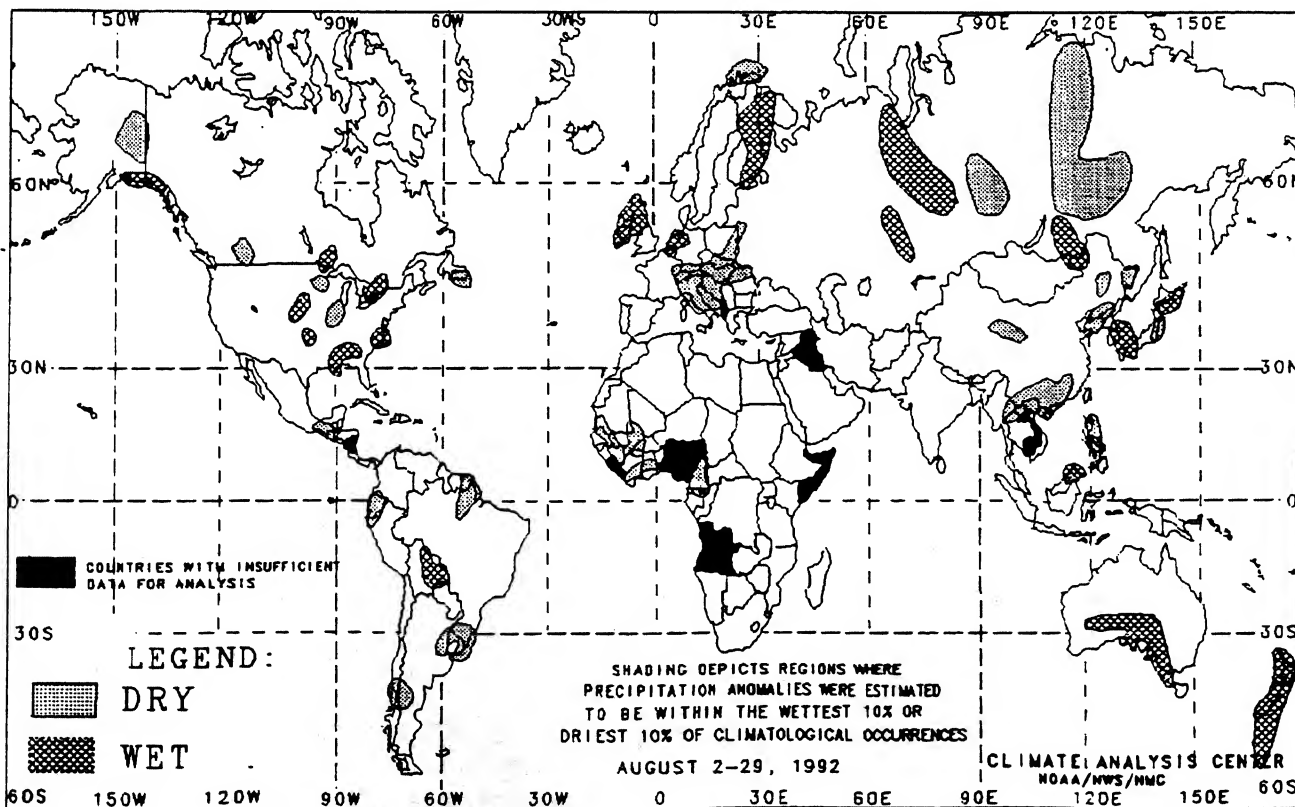 150W 120W 90W 60W 30W 0 30E 60E 90E 120E 150E
60N 60N
30N 30N
0 0
COUNTRIES WITH INSUFFICIENT
DATA FOR ANALYSIS
30S 30S
LEGEND:
DRY
WET
SHADING DEPICTS REGIONS WHERE
PRECIPITATION ANOMALIES WERE ESTIMATED
TO BE WITHIN THE WETTEST 10% OR
DRIEST 10% OF CLIMATOLOGICAL OCCURRENCES
AUGUST 2-29, 1992
CLIMATE ANALYSIS CENTER
NOAA/NWS/NMC
60S 150W 120W 90W 60W 30W 0 30E 60E 90E 120E 150E 60S